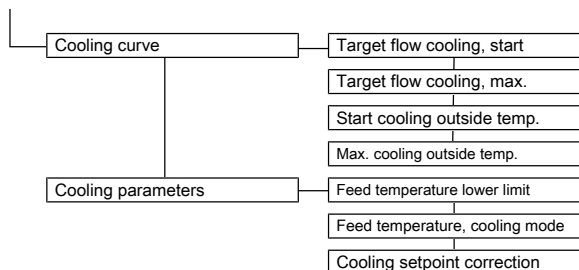 Cooling curve
Target flow cooling, start
Target flow cooling, max.
Start cooling outside temp.
Max. cooling outside temp.
Cooling parameters
Feed temperature lower limit
Feed temperature, cooling mode
Cooling setpoint correction